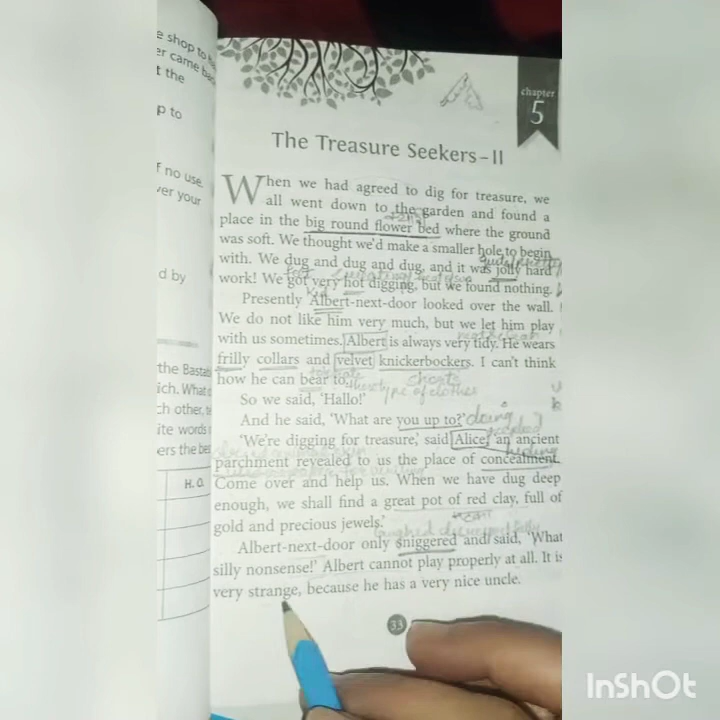 e shop to
er came ba
t the
p to
f no use.
ver your
d by
the Basta
ich. What
ch other, t
ite words
ers the be
H. O.
chapter
5
The Treasure Seekers–II
When we had agreed to dig for treasure, we
all went down to the garden and found a
place in the big round flower bed where the ground
was soft. We thought we'd make a smaller hole to begin
with. We dug and dug and dug, and it was jolly hard
work! We got very hot digging, but we found nothing.
Presently Albert-next-door looked over the wall.
We do not like him very much, but we let him play
with us sometimes. Albert is always very tidy. He wears
frilly collars and velvet knickerbockers. I can't think
how he can bear to.
shorts
type of clothes
So we said, 'Hallo!'
And he said, 'What are you up to?' doing
'We're digging for treasure,' said Alice, 'an ancient
hiding
parchment revealed to us the place of concealment.
Come over and help us. When we have dug deep
enough, we shall find a great pot of red clay, full of
gold and precious jewels.'
laughed disrespectfully
Albert-next-door only sniggered and said, 'What
silly nonsense!' Albert cannot play properly at all. It is
very strange, because he has a very nice uncle.
33
InShOt